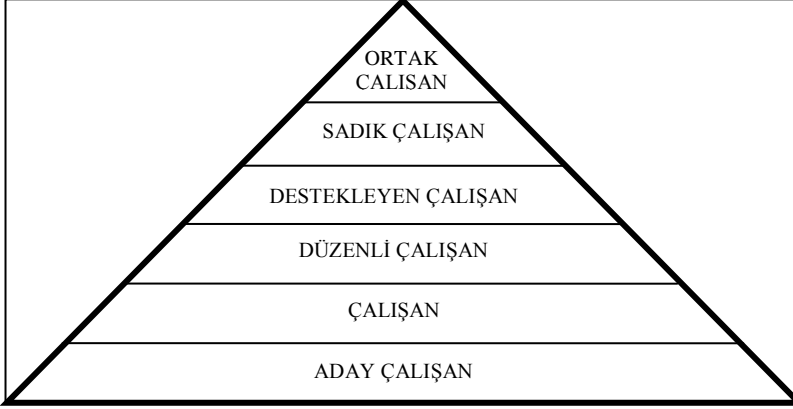 ORTAK
CALISAN
SADIK ÇALIŞAN
DESTEKLEYEN ÇALIŞAN
DÜZENLİ ÇALIŞAN
ÇALIŞAN
ADAY ÇALIŞAN